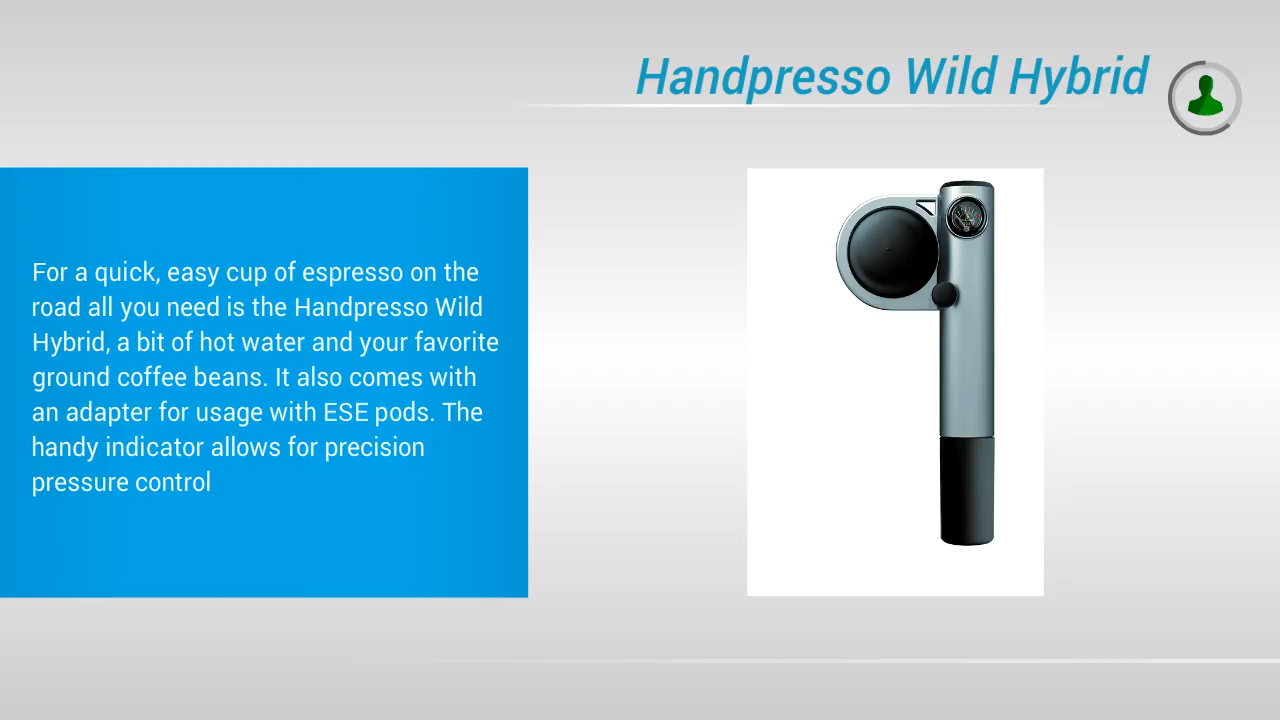 Handpresso Wild Hybrid
For a quick, easy cup of espresso on the
road all you need is the Handpresso Wild
Hybrid, a bit of hot water and your favorite
ground coffee beans. It also comes with
an adapter for usage with ESE pods. The
handy indicator allows for precision
pressure control